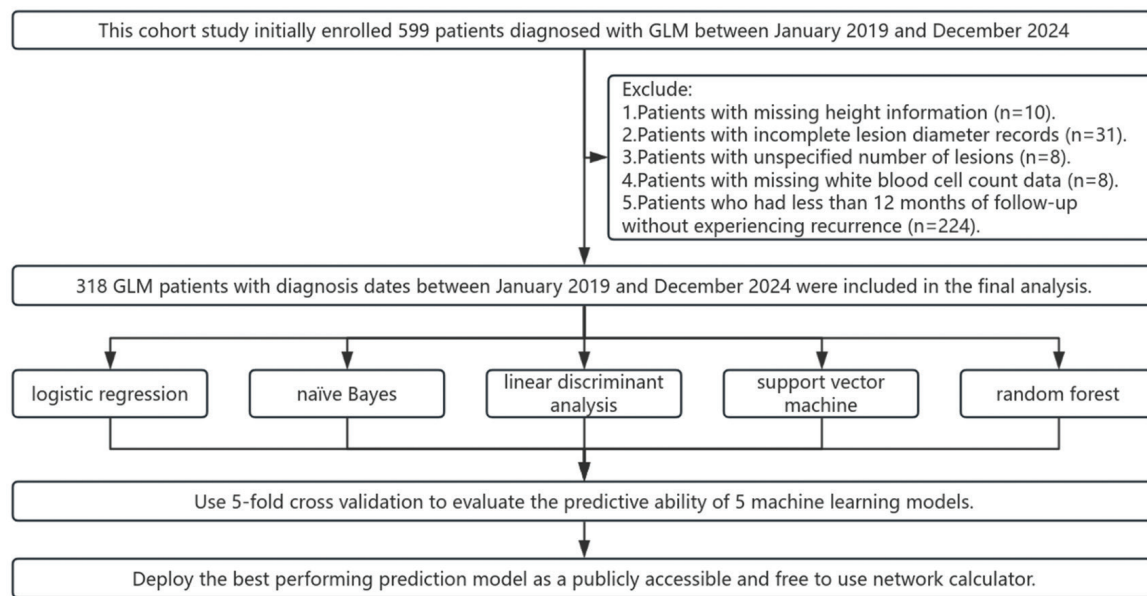 This cohort study initially enrolled 599 patients diagnosed with GLM between January 2019 and December 2024
Exclude:
1.Patients with missing height information (n=10).
2.Patients with incomplete lesion diameter records (n=31).
3.Patients with unspecified number of lesions (n=8).
4.Patients with missing white blood cell count data (n=8).
5.Patients who had less than 12 months of follow-up
without experiencing recurrence (n=224).
318 GLM patients with diagnosis dates between January 2019 and December 2024 were included in the final analysis.
logistic regression
naïve Bayes
linear discriminant
analysis
support vector
machine
random forest
Use 5-fold cross validation to evaluate the predictive ability of 5 machine learning models.
Deploy the best performing prediction model as a publicly accessible and free to use network calculator.